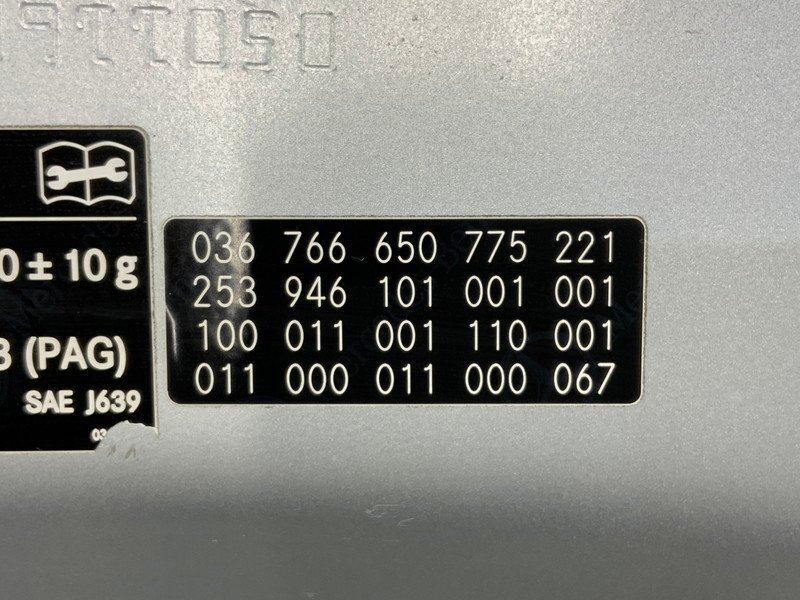 0 ± 10 g
(PAG)
SAE J639
036 766 650 775 221
253 946 101 001 001
100 011 001 110 001
011 000 011 000 067